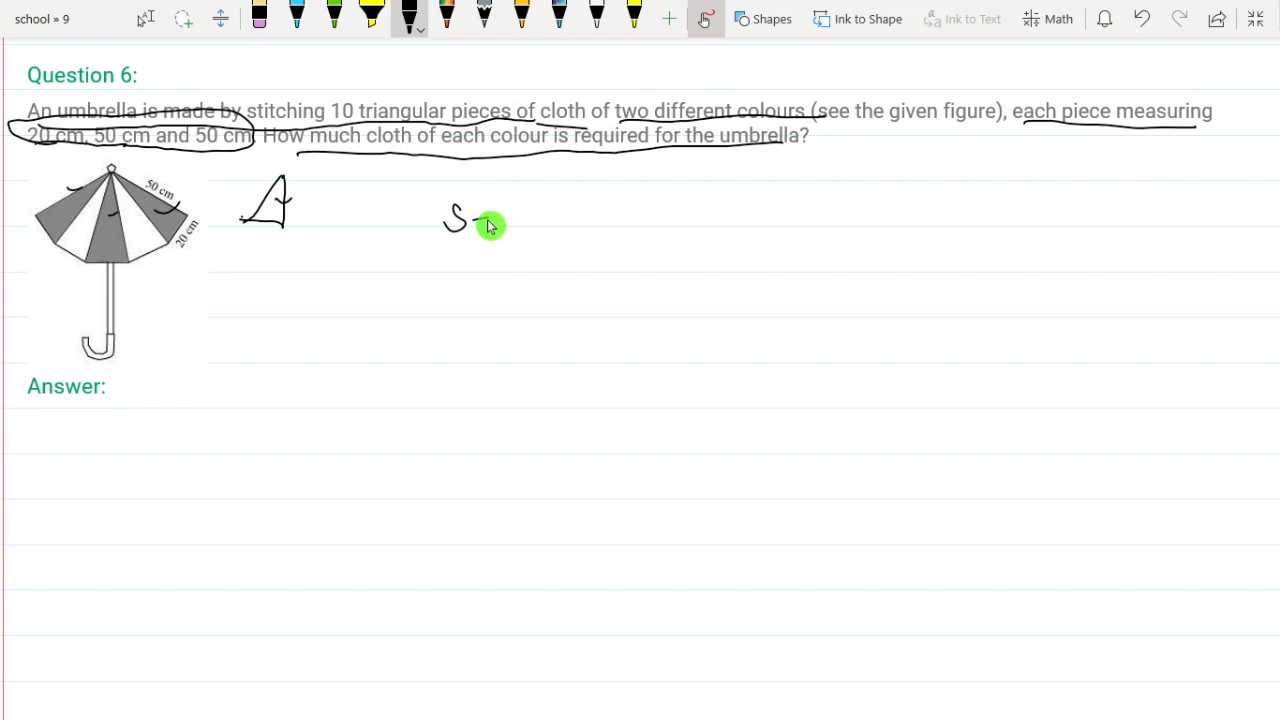 school » 9
Shapes
Ink to Shape
Ink to Text
Math
Question 6:
An umbrella is made by stitching 10 triangular pieces of cloth of two different colours (see the given figure), each piece measuring
20 cm, 50 cm and 50 cm. How much cloth of each colour is required for the umbrella?
50 cm
20 cm
S =
Answer: